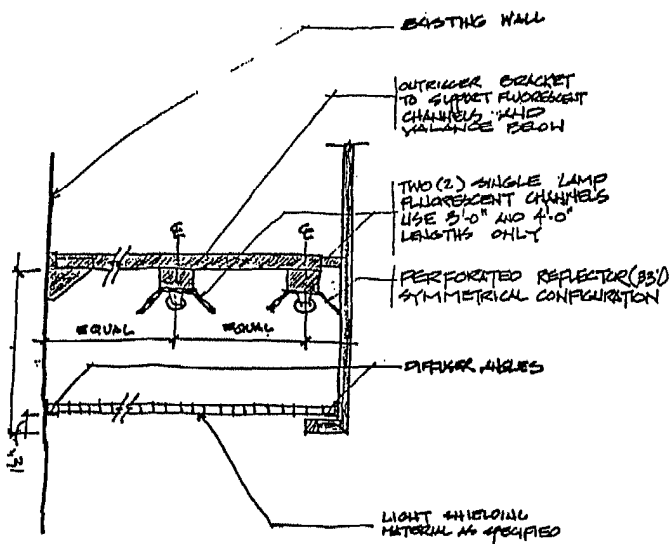 EXISTING WALL
OUTRIGGER BRACKET
TO SUPPORT FLUORESCENT
CHANNELS AND
VALANCE BELOW
TWO (2) SINGLE LAMP
FLUORESCENT CHANNELS
USE 3'-0" AND 4'-0"
LENGTHS ONLY
PERFORATED REFLECTOR
SYMMETRICAL CONFIGURATION
EQUAL
EQUAL
DIFFUSER ANGLES
LIGHT SHIELDING
MATERIAL AS SPECIFIED